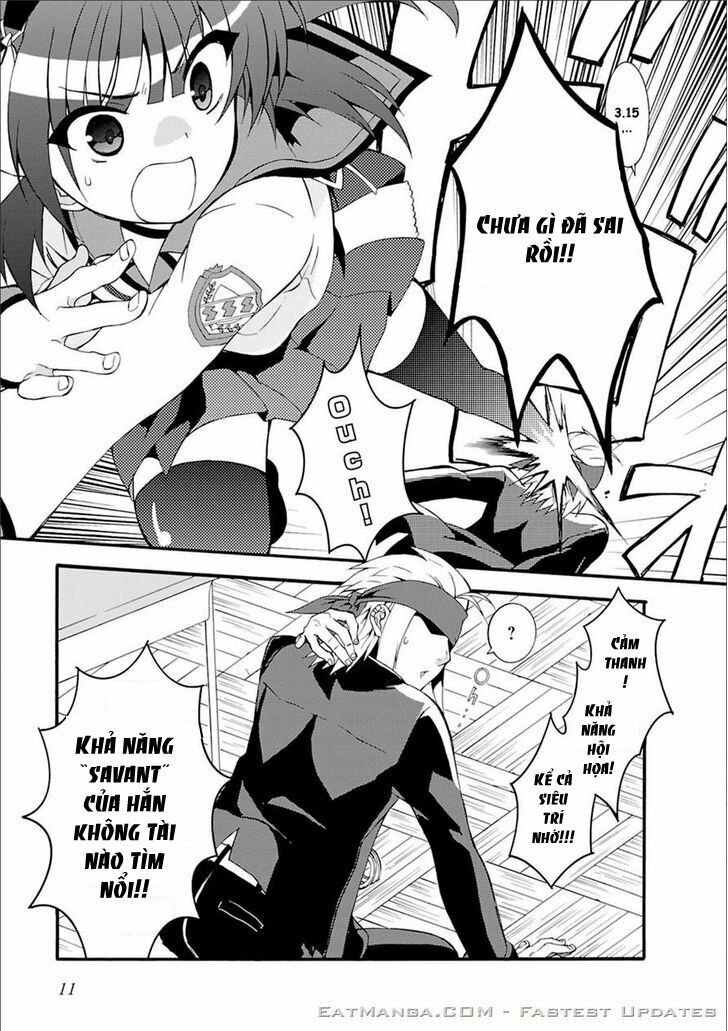 3.15
...
CHƯA GÌ ĐÃ SAI
RỒI!!
Ouch!
CẢM
THANH
!
KHẢ
NĂNG
HỘI
HỌA!
KỂ CẢ
SIÊU
TRÍ
NHỚ!!!
?
Oh...
KHẢ NĂNG
"SAVANT"
CỦA HẮN
KHÔNG TÀI
NÀO TÌM
NỔI!!
11
EATMANGA.COM - FASTEST UPDATES